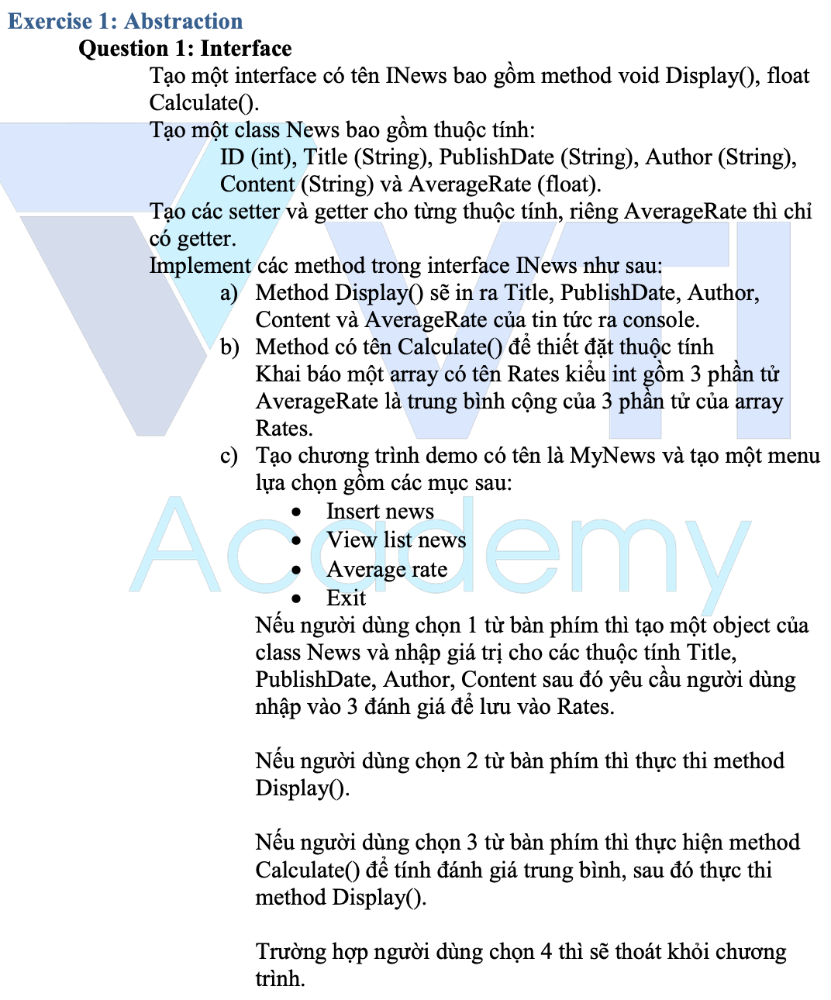 Exercise 1: Abstraction
Question 1: Interface
Tạo một interface có tên INews bao gồm method void Display(), float
Calculate().
Tạo một class News bao gồm thuộc tính:
ID (int), Title (String), PublishDate (String), Author (String),
Content (String) và AverageRate (float).
Tạo các setter và getter cho từng thuộc tính, riêng AverageRate thì chỉ
có getter.
Implement các method trong interface INews như sau:
a) Method Display() sẽ in ra Title, PublishDate, Author,
Content và AverageRate của tin tức ra console.
b) Method có tên Calculate() để thiết đặt thuộc tính
Khai báo một array có tên Rates kiểu int gồm 3 phần tử
AverageRate là trung bình cộng của 3 phần tử của array
Rates.
c) Tạo chương trình demo có tên là MyNews và tạo một menu
lựa chọn gồm các mục sau:
• Insert news
• View list news
• Average rate
• Exit
Nếu người dùng chọn 1 từ bàn phím thì tạo một object của
class News và nhập giá trị cho các thuộc tính Title,
PublishDate, Author, Content sau đó yêu cầu người dùng
nhập vào 3 đánh giá để lưu vào Rates.
Nếu người dùng chọn 2 từ bàn phím thì thực thi method
Display().
Nếu người dùng chọn 3 từ bàn phím thì thực hiện method
Calculate() để tính đánh giá trung bình, sau đó thực thi
method Display().
Trường hợp người dùng chọn 4 thì sẽ thoát khỏi chương
trình.
VTI
Academy